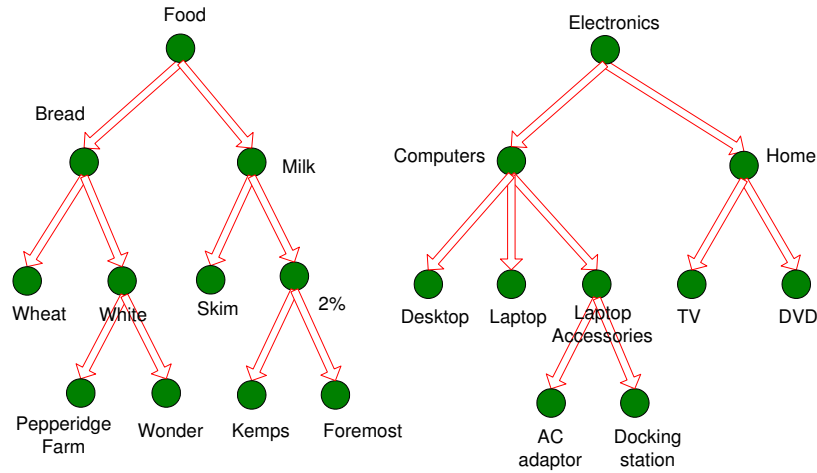 Food
Electronics
Bread
Milk
Computers
Home
Wheat
White
Skim
2%
Desktop
Laptop
Laptop
Accessories
TV
DVD
Pepperidge
Farm
Wonder
Kemps
Foremost
AC
adaptor
Docking
station